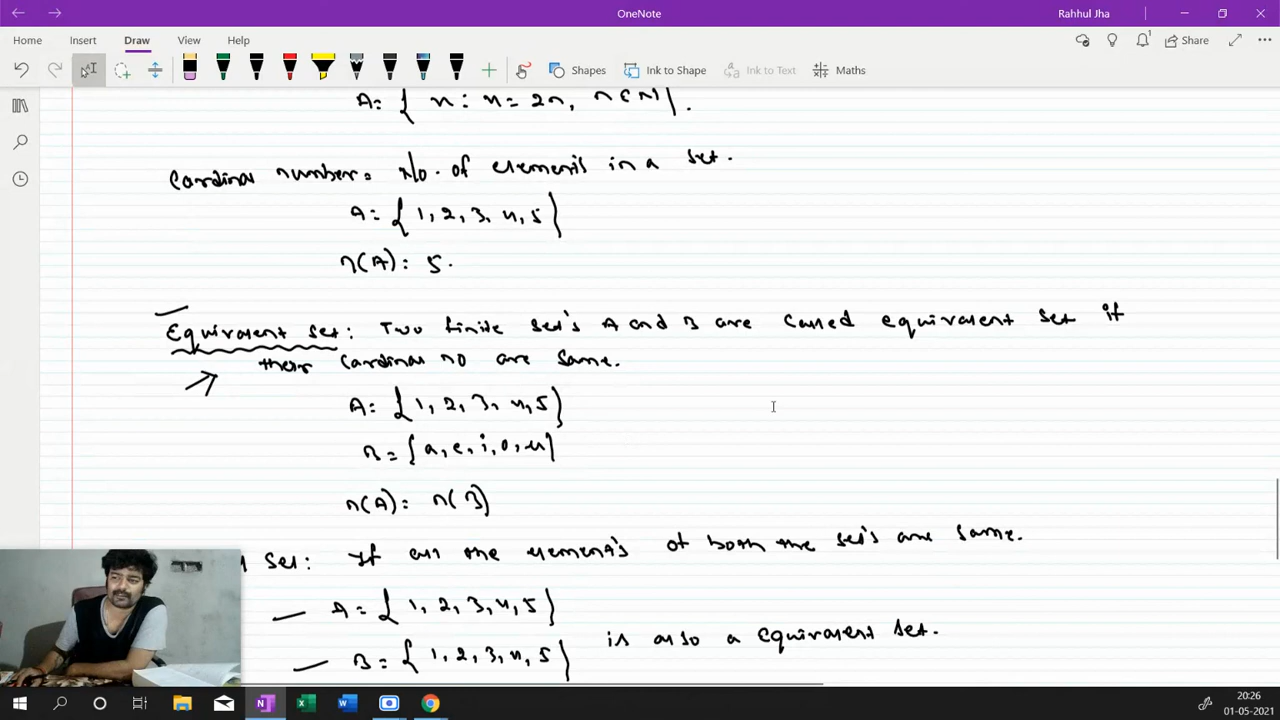 OneNote
Rahhul Jha
Home Insert Draw View Help
Share
Shapes Ink to Shape Ink to Text Maths
A= { x : x = 2n, n ∈ N}.
Cardinal number = No. of elements in a set.
A= { 1, 2, 3, 4, 5 }
n(A) = 5.
Equivalent set : Two finite set's A and B are called equivalent set if
their cardinal no are same.
A= { 1, 2, 3, 4, 5 }
B = { a, e, i, o, u }
n(A) = n(B)
Set : If all the element's of both the set's are same.
A = { 1, 2, 3, 4, 5 }
B = { 1, 2, 3, 4, 5 } is also a equivalent set.
20:26
01-05-2021